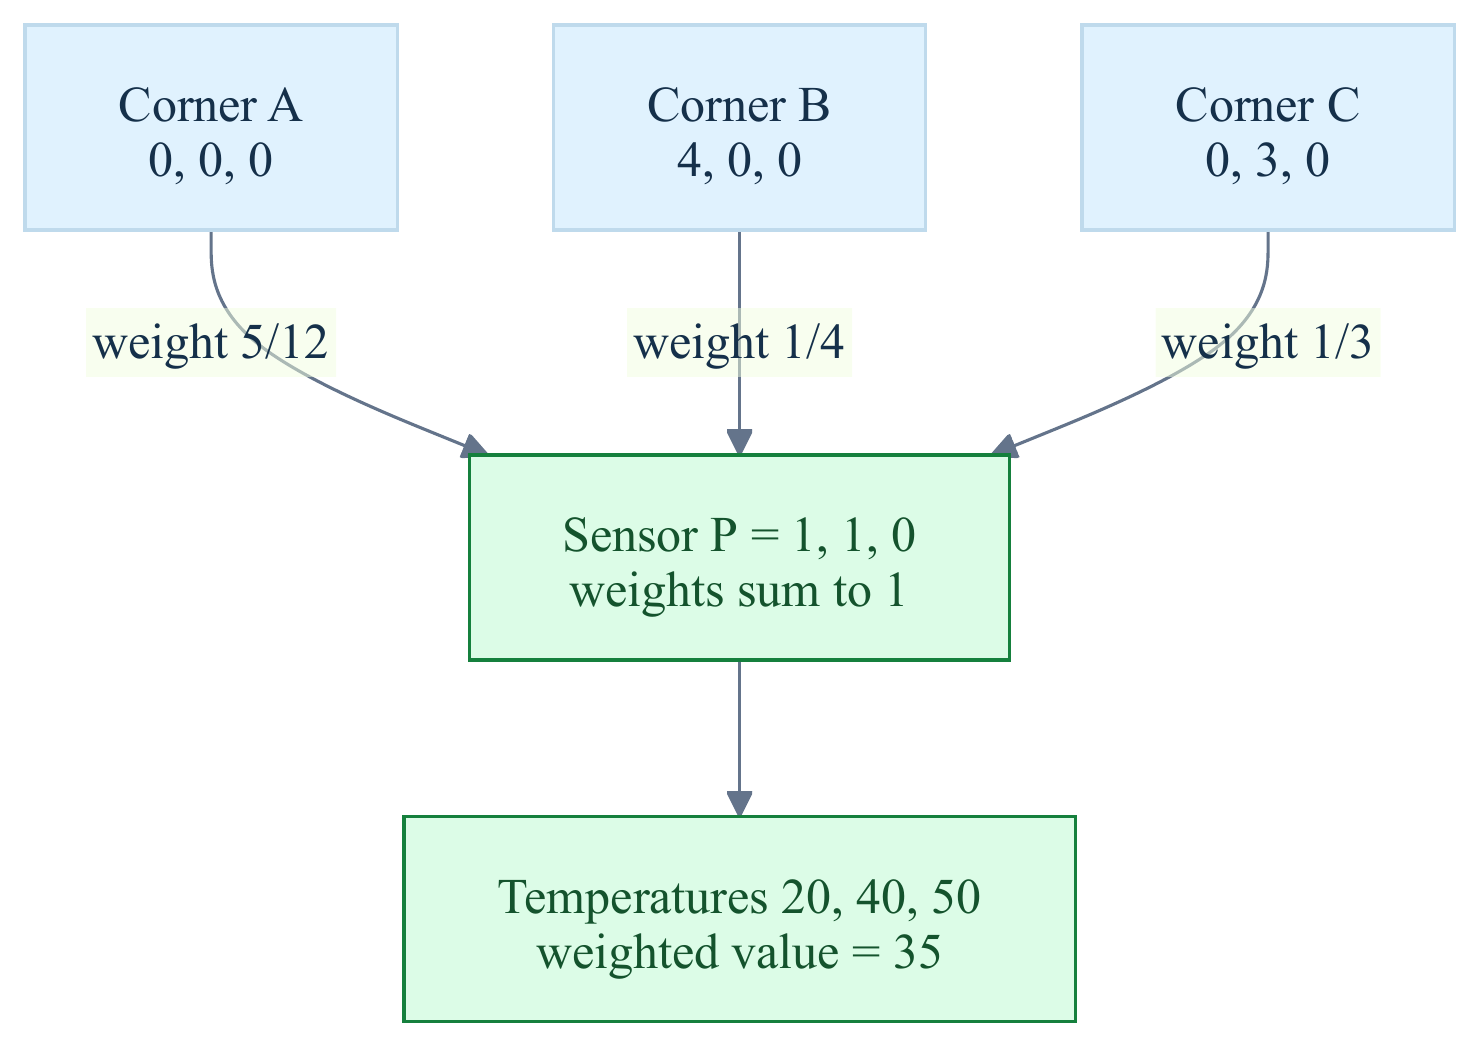 Corner A
0, 0, 0
Corner B
4, 0, 0
Corner C
0, 3, 0
weight 5/12
weight 1/4
weight 1/3
Sensor P = 1, 1, 0
weights sum to 1
Temperatures 20, 40, 50
weighted value = 35